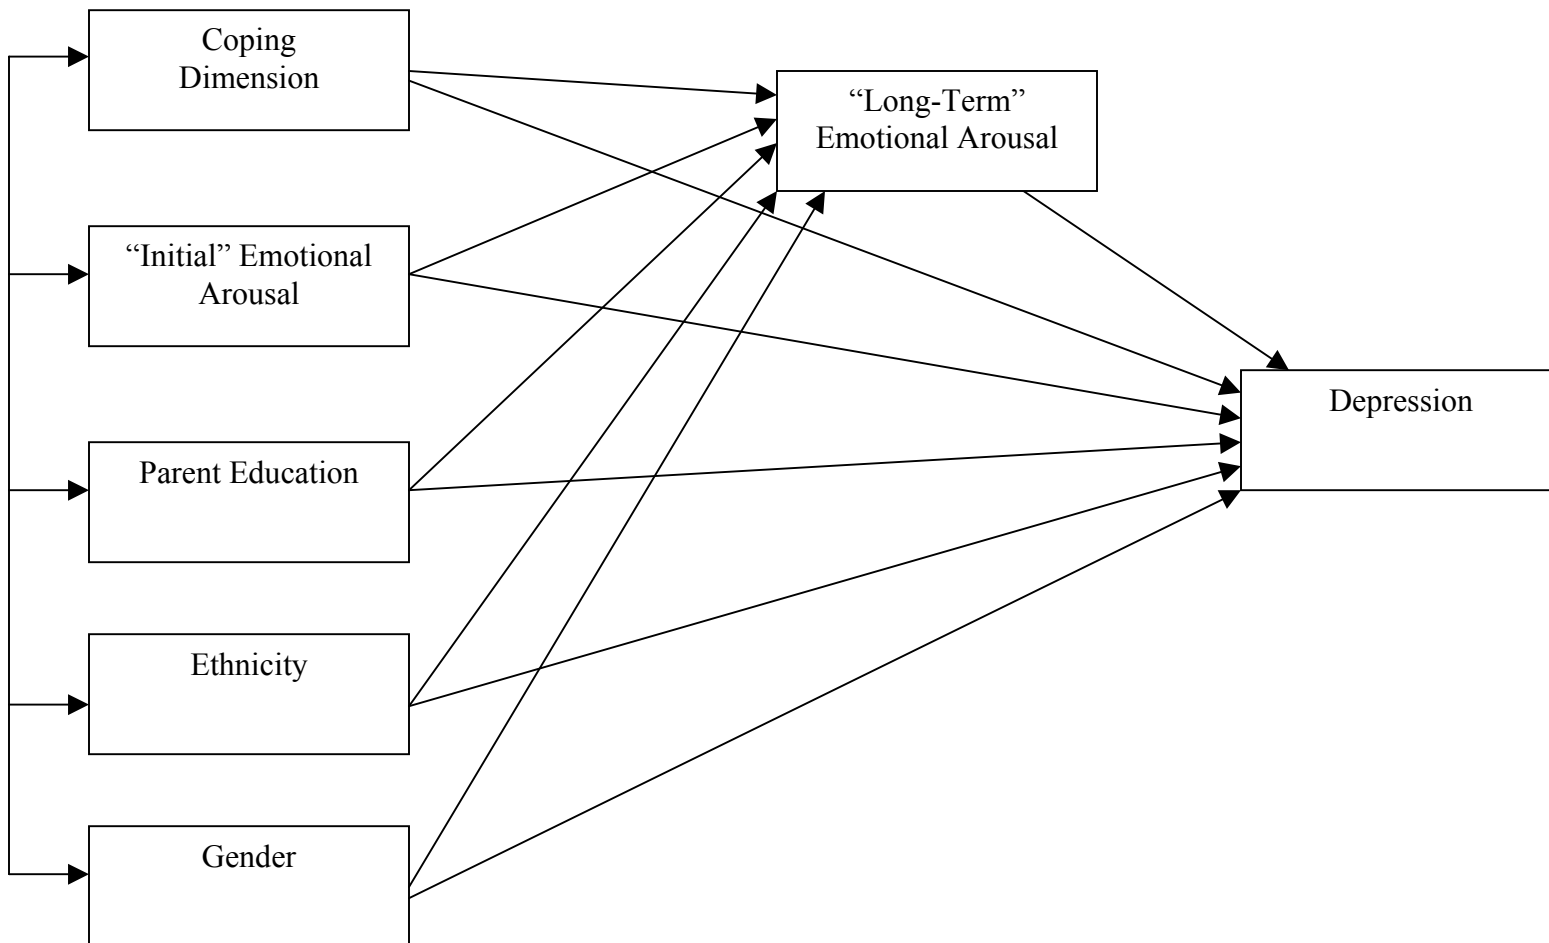 Coping
Dimension
“Long-Term”
Emotional Arousal
“Initial” Emotional
Arousal
Depression
Parent Education
Ethnicity
Gender